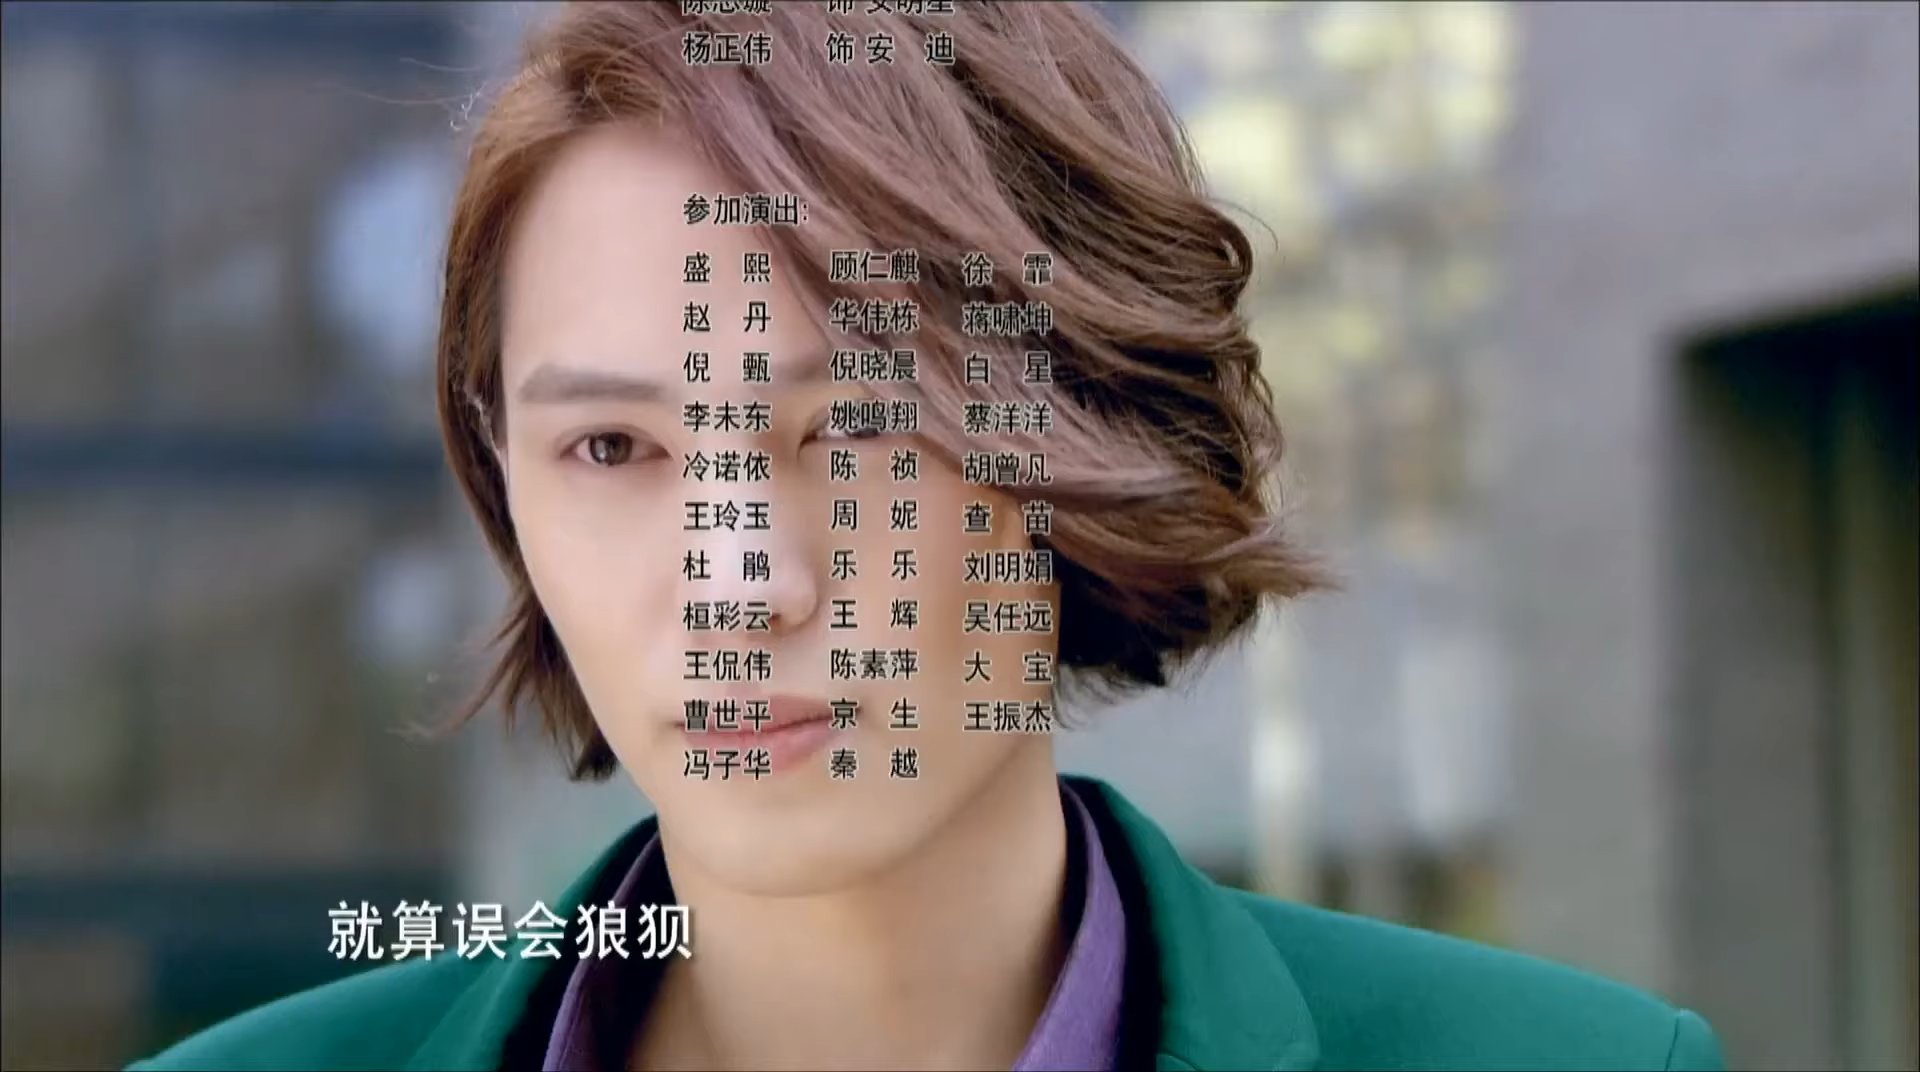 杨正伟 饰 安 迪
参加演出:
盛 熙 顾仁麒 徐 霏
赵 丹 华伟栋 蒋啸坤
倪 甄 倪晓晨 白 星
李未东 姚鸣翔 蔡洋洋
冷诺依 陈 祯 胡曾凡
王玲玉 周 妮 查 苗
杜 鹃 乐 乐 刘明娟
桓彩云 王 辉 吴任远
王侃伟 陈素萍 大 宝
曹世平 京 生 王振杰
冯子华 秦 越
就算误会狼狈